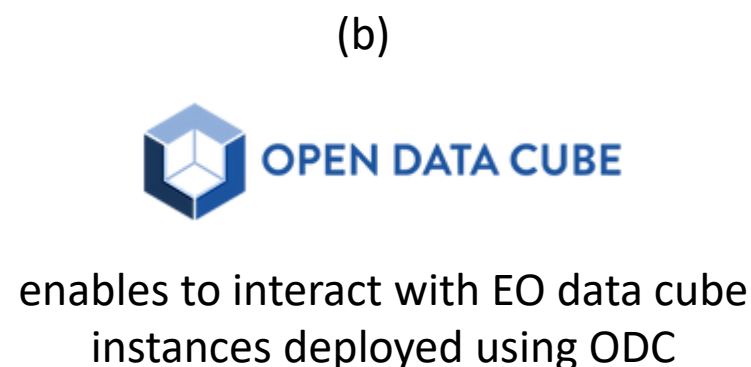 (b)
OPEN DATA CUBE
enables to interact with EO data cube
instances deployed using ODC